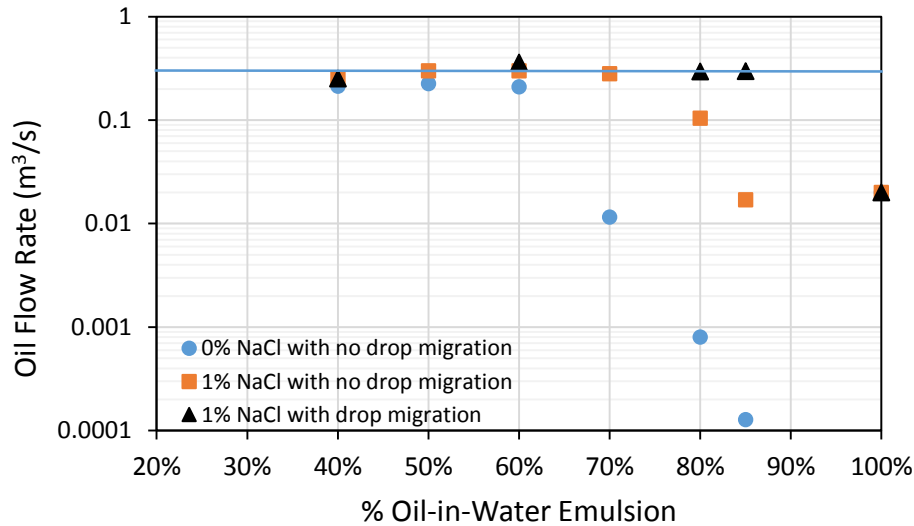 Oil Flow Rate (m³/s)
1
0.1
0.01
0.001
0.0001
0% NaCl with no drop migration
1% NaCl with no drop migration
1% NaCl with drop migration
20% 30% 40% 50% 60% 70% 80% 90% 100%
% Oil-in-Water Emulsion